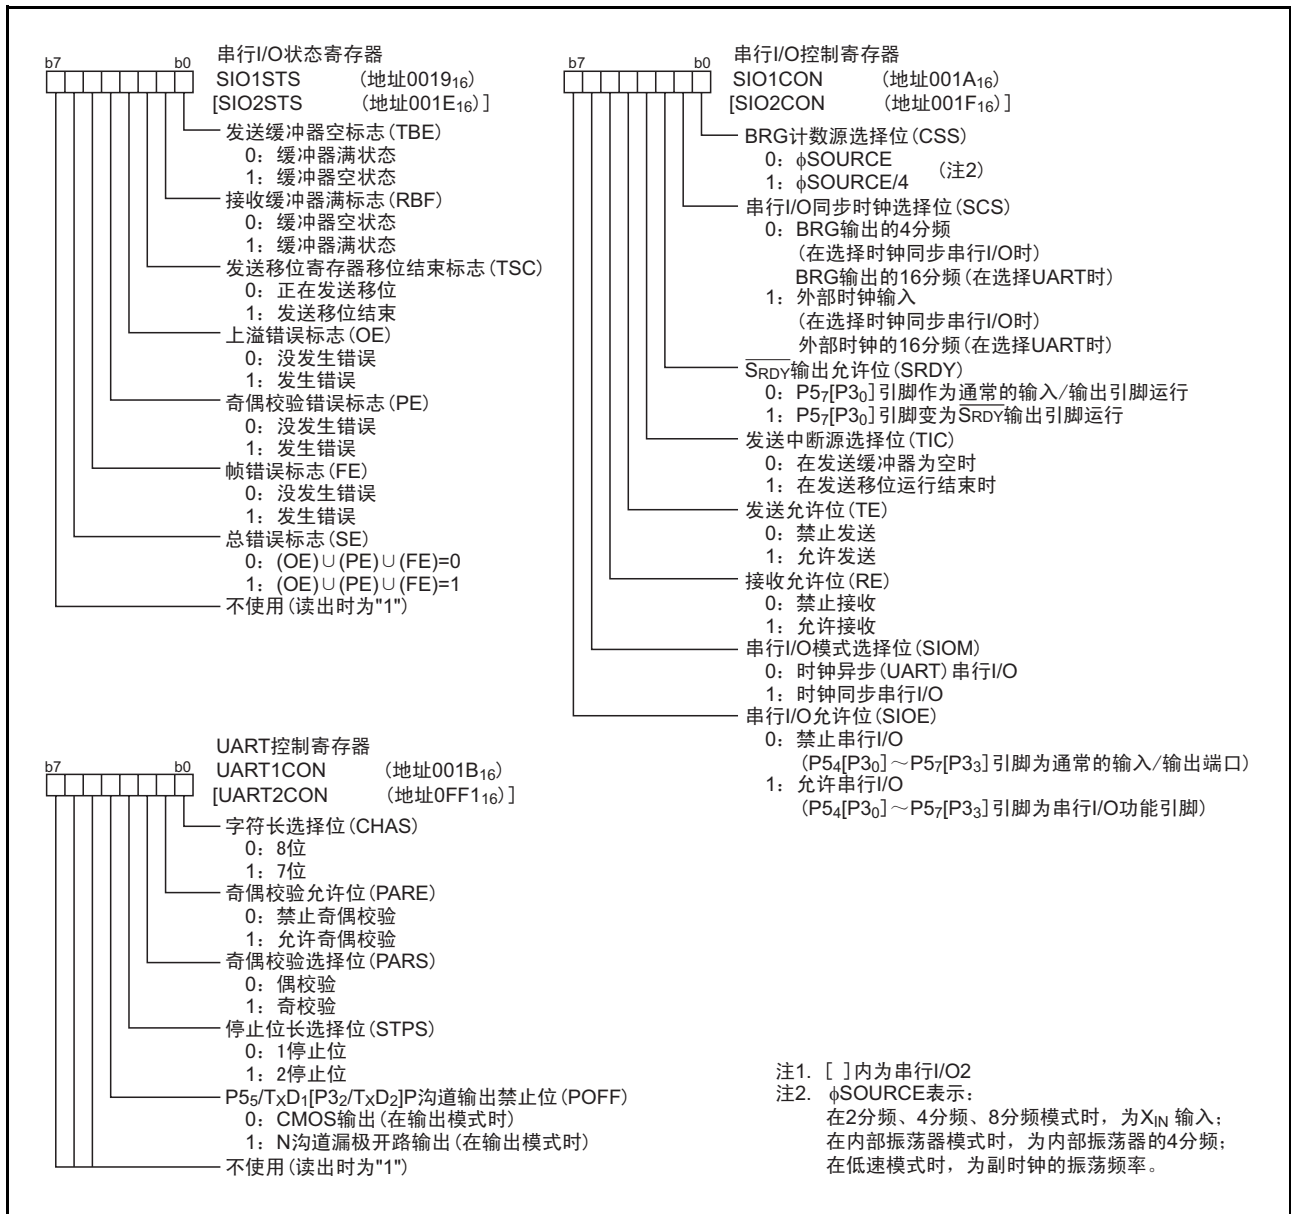 串行I/O状态寄存器
b7 b0
SIO1STS (地址0019₁₆)
[SIO2STS (地址001E₁₆)]
发送缓冲器空标志(TBE)
0：缓冲器满状态
1：缓冲器空状态
接收缓冲器满标志(RBF)
0：缓冲器空状态
1：缓冲器满状态
发送移位寄存器移位结束标志(TSC)
0：正在发送移位
1：发送移位结束
上溢错误标志(OE)
0：没发生错误
1：发生错误
奇偶校验错误标志(PE)
0：没发生错误
1：发生错误
帧错误标志(FE)
0：没发生错误
1：发生错误
总错误标志(SE)
0：(OE)∪(PE)∪(FE)=0
1：(OE)∪(PE)∪(FE)=1
不使用(读出时为"1")
串行I/O控制寄存器
b7 b0
SIO1CON (地址001A₁₆)
[SIO2CON (地址001F₁₆)]
BRG计数源选择位(CSS)
0：ϕSOURCE
1：ϕSOURCE/4
(注2)
串行I/O同步时钟选择位(SCS)
0：BRG输出的4分频
(在选择时钟同步串行I/O时)
BRG输出的16分频(在选择UART时)
1：外部时钟输入
(在选择时钟同步串行I/O时)
外部时钟的16分频(在选择UART时)
SRDY输出允许位(SRDY)
0：P5₇[P3₀]引脚作为通常的输入/输出引脚运行
1：P5₇[P3₀]引脚变为SRDY输出引脚运行
发送中断源选择位(TIC)
0：在发送缓冲器为空时
1：在发送移位运行结束时
发送允许位(TE)
0：禁止发送
1：允许发送
接收允许位(RE)
0：禁止接收
1：允许接收
串行I/O模式选择位(SIOM)
0：时钟异步(UART)串行I/O
1：时钟同步串行I/O
串行I/O允许位(SIOE)
0：禁止串行I/O
(P5₄[P3₀]～P5₇[P3₃]引脚为通常的输入/输出端口)
1：允许串行I/O
(P5₄[P3₀]～P5₇[P3₃]引脚为串行I/O功能引脚)
UART控制寄存器
b7 b0
UART1CON (地址001B₁₆)
[UART2CON (地址0FF1₁₆)]
字符长选择位(CHAS)
0：8位
1：7位
奇偶校验允许位(PARE)
0：禁止奇偶校验
1：允许奇偶校验
奇偶校验选择位(PARS)
0：偶校验
1：奇校验
停止位长选择位(STPS)
0：1停止位
1：2停止位
P5₅/TxD₁[P3₂/TxD₂]P沟道输出禁止位(POFF)
0：CMOS输出(在输出模式时)
1：N沟道漏极开路输出(在输出模式时)
不使用(读出时为"1")
注1. [ ]内为串行I/O2
注2. ϕSOURCE表示：
在2分频、4分频、8分频模式时，为XIN 输入；
在内部振荡器模式时，为内部振荡器的4分频；
在低速模式时，为副时钟的振荡频率。